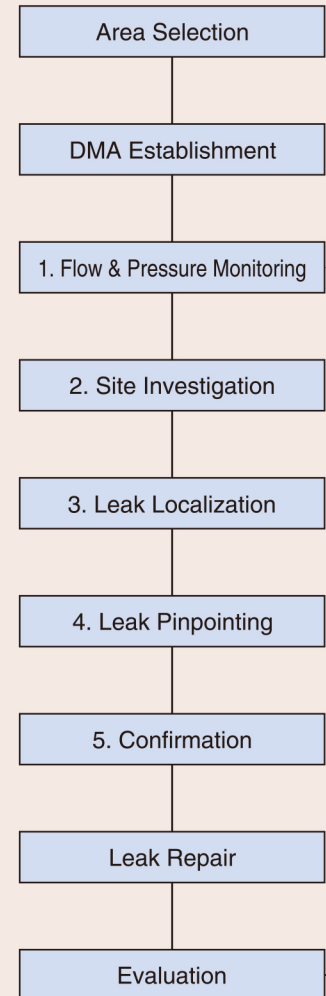 Area Selection
DMA Establishment
1. Flow & Pressure Monitoring
2. Site Investigation
3. Leak Localization
4. Leak Pinpointing
5. Confirmation
Leak Repair
Evaluation